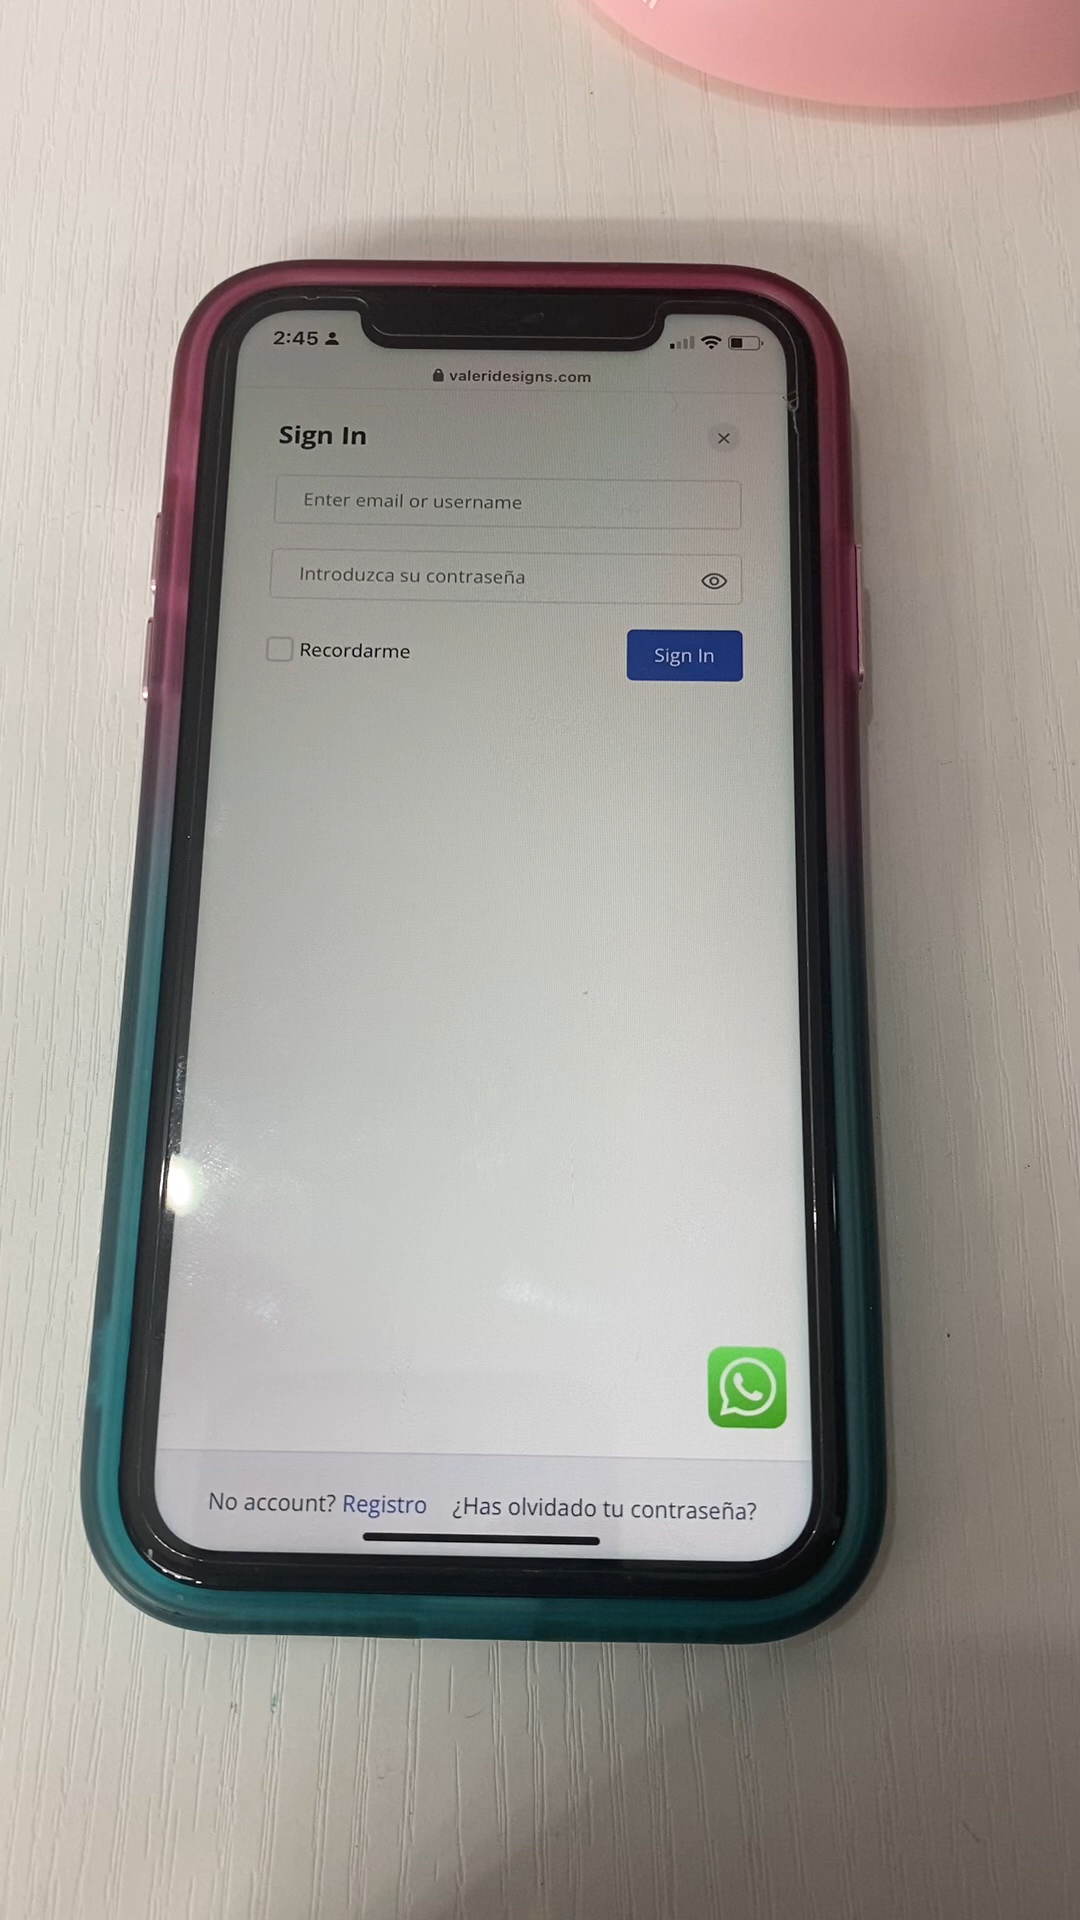 2:45
valeridesigns.com
Sign In
Enter email or username
Introduzca su contraseña
Recordarme
Sign In
No account? Registro ¿Has olvidado tu contraseña?